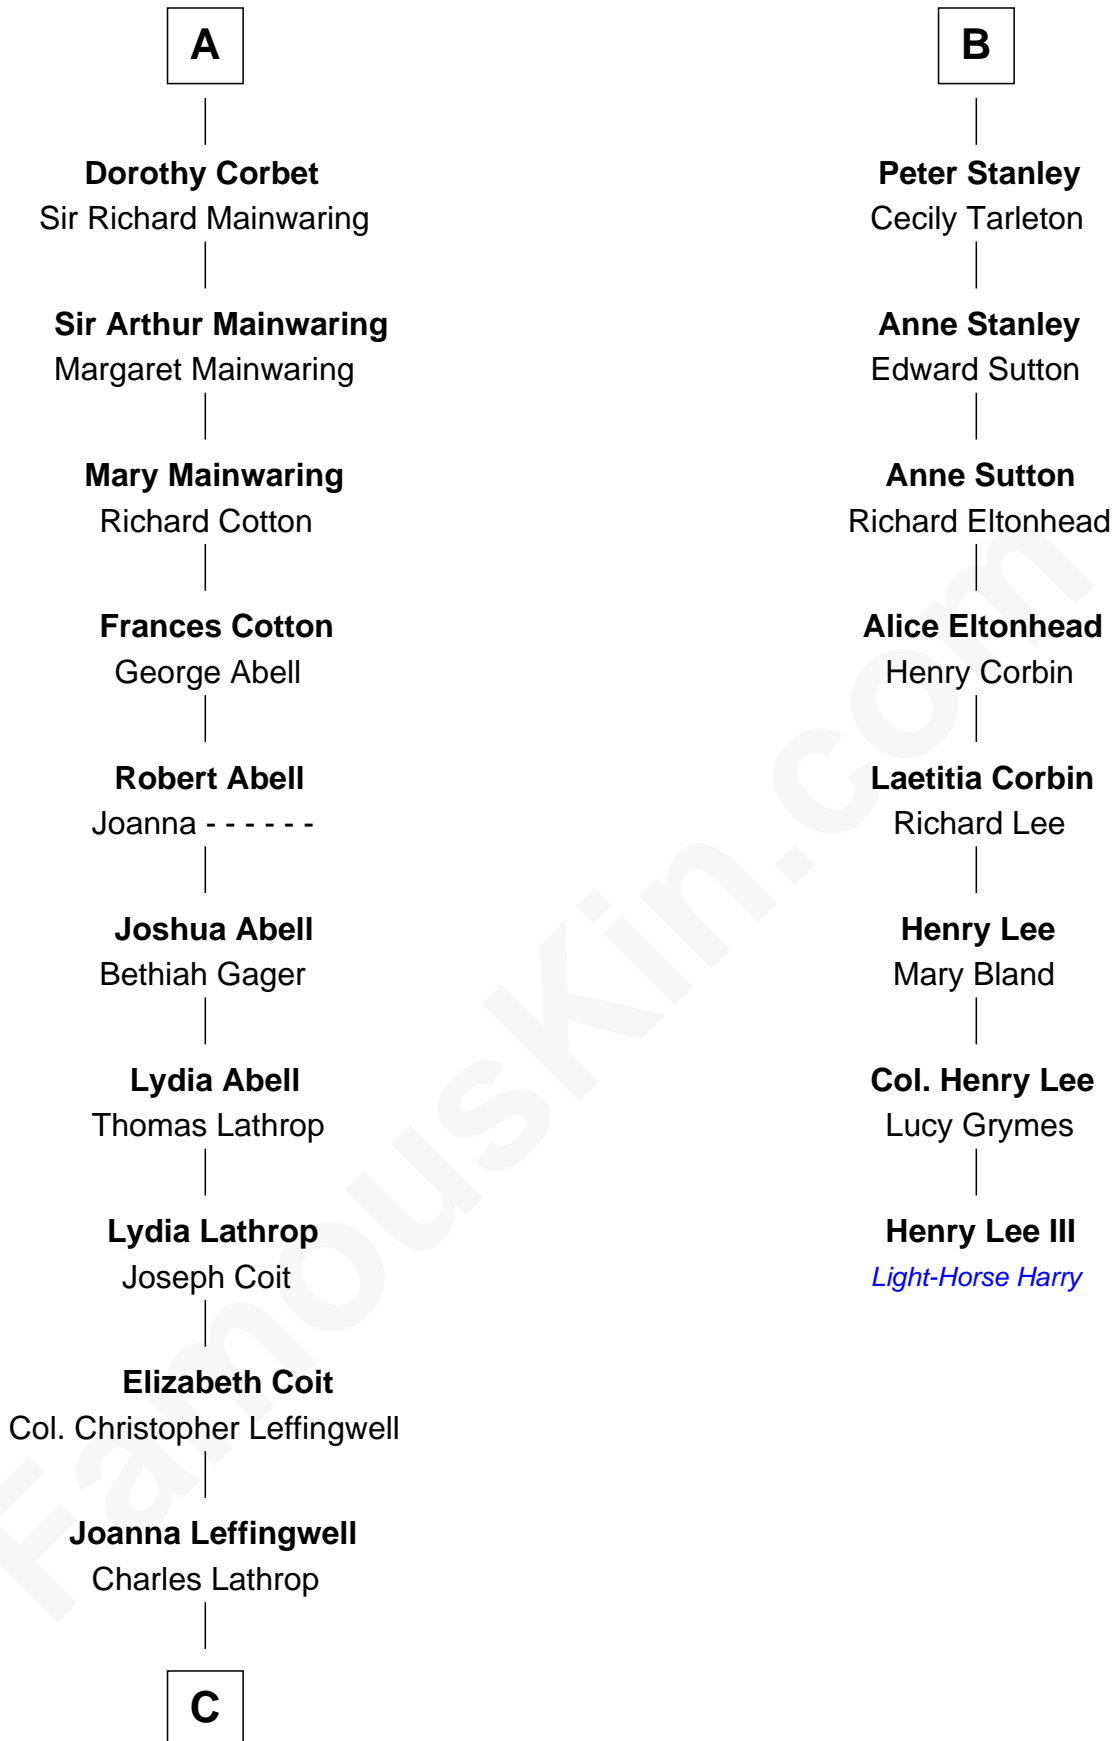 A
Dorothy Corbet
Sir Richard Mainwaring
Sir Arthur Mainwaring
Margaret Mainwaring
Mary Mainwaring
Richard Cotton
Frances Cotton
George Abell
Robert Abell
Joanna - - - - - -
Joshua Abell
Bethiah Gager
Lydia Abell
Thomas Lathrop
Lydia Lathrop
Joseph Coit
Elizabeth Coit
Col. Christopher Leffingwell
Joanna Leffingwell
Charles Lathrop
C
B
Peter Stanley
Cecily Tarleton
Anne Stanley
Edward Sutton
Anne Sutton
Richard Eltonhead
Alice Eltonhead
Henry Corbin
Laetitia Corbin
Richard Lee
Henry Lee
Mary Bland
Col. Henry Lee
Lucy Grymes
Henry Lee III
Light-Horse Harry
FamousKin.com